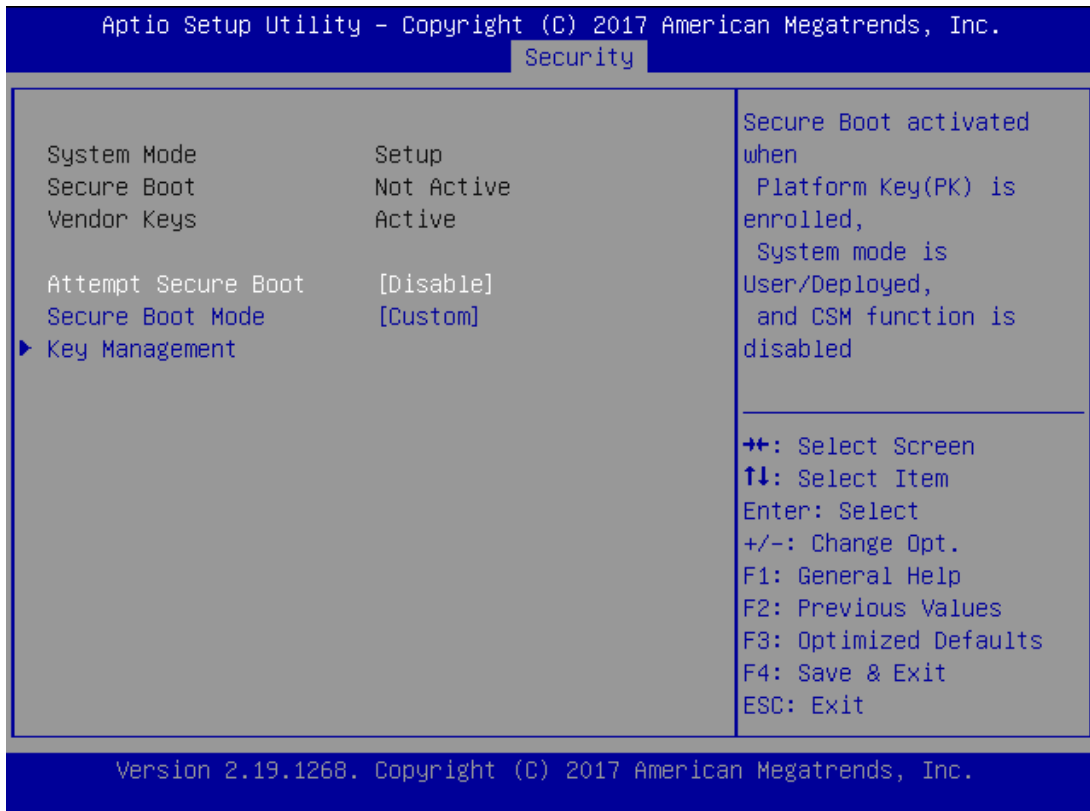 Aptio Setup Utility – Copyright (C) 2017 American Megatrends, Inc.
Security
System Mode Setup
Secure Boot Not Active
Vendor Keys Active
Attempt Secure Boot [Disable]
Secure Boot Mode [Custom]
▶ Key Management
Secure Boot activated
when
Platform Key(PK) is
enrolled,
System mode is
User/Deployed,
and CSM function is
disabled
→←: Select Screen
↑↓: Select Item
Enter: Select
+/-: Change Opt.
F1: General Help
F2: Previous Values
F3: Optimized Defaults
F4: Save & Exit
ESC: Exit
Version 2.19.1268. Copyright (C) 2017 American Megatrends, Inc.